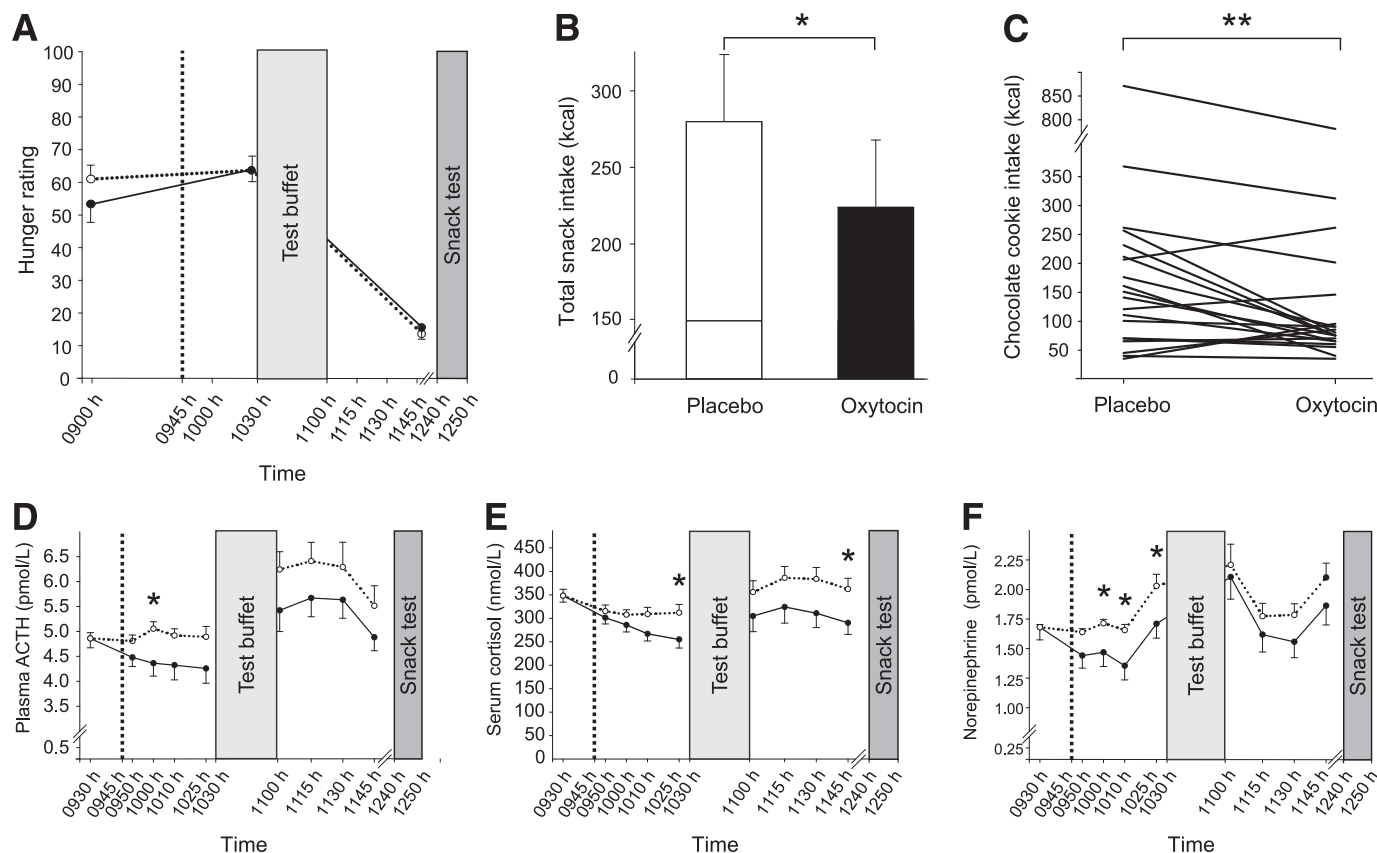 A
Hunger rating
100
90
80
70
60
50
40
30
20
10
0
Test buffet
Snack test
0900 h
0945 h
1000 h
1030 h
1100 h
1115 h
1130 h
1145 h
1240 h
1250 h
Time
B
*
Total snack intake (kcal)
300
250
200
150
0
Placebo
Oxytocin
C
**
Chocolate cookie intake (kcal)
850
800
350
300
250
200
150
100
50
Placebo
Oxytocin
D
Plasma ACTH (pmol/L)
6.5
6.0
5.5
5.0
4.5
4.0
3.5
0.5
*
Test buffet
Snack test
0930 h
0945 h
0950 h
1000 h
1010 h
1025 h
1030 h
1100 h
1115 h
1130 h
1145 h
1240 h
1250 h
Time
E
Serum cortisol (nmol/L)
450
400
350
300
250
200
150
100
50
0
*
*
Test buffet
Snack test
0930 h
0945 h
0950 h
1000 h
1010 h
1025 h
1030 h
1100 h
1115 h
1130 h
1145 h
1240 h
1250 h
Time
F
Norepinephrine (pmol/L)
2.25
2.00
1.75
1.50
1.25
1.00
0.25
*
*
*
Test buffet
Snack test
0930 h
0945 h
0950 h
1000 h
1010 h
1025 h
1030 h
1100 h
1115 h
1130 h
1145 h
1240 h
1250 h
Time